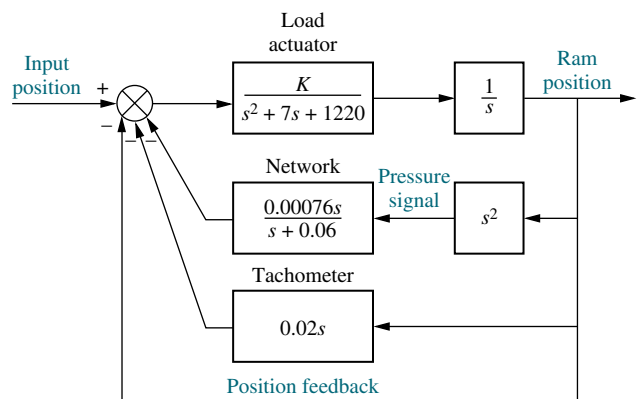 Load
actuator
Input
position
Ram
position
+
K
s² + 7s + 1220
1
s
−
−
−
Network
Pressure
signal
0.00076s
s + 0.06
s²
Tachometer
0.02s
Position feedback